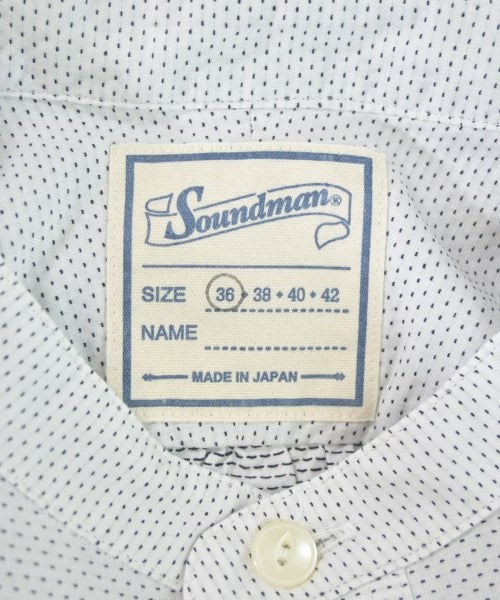 Soundman®
SIZE 36 • 38 • 40 • 42
NAME
MADE IN JAPAN